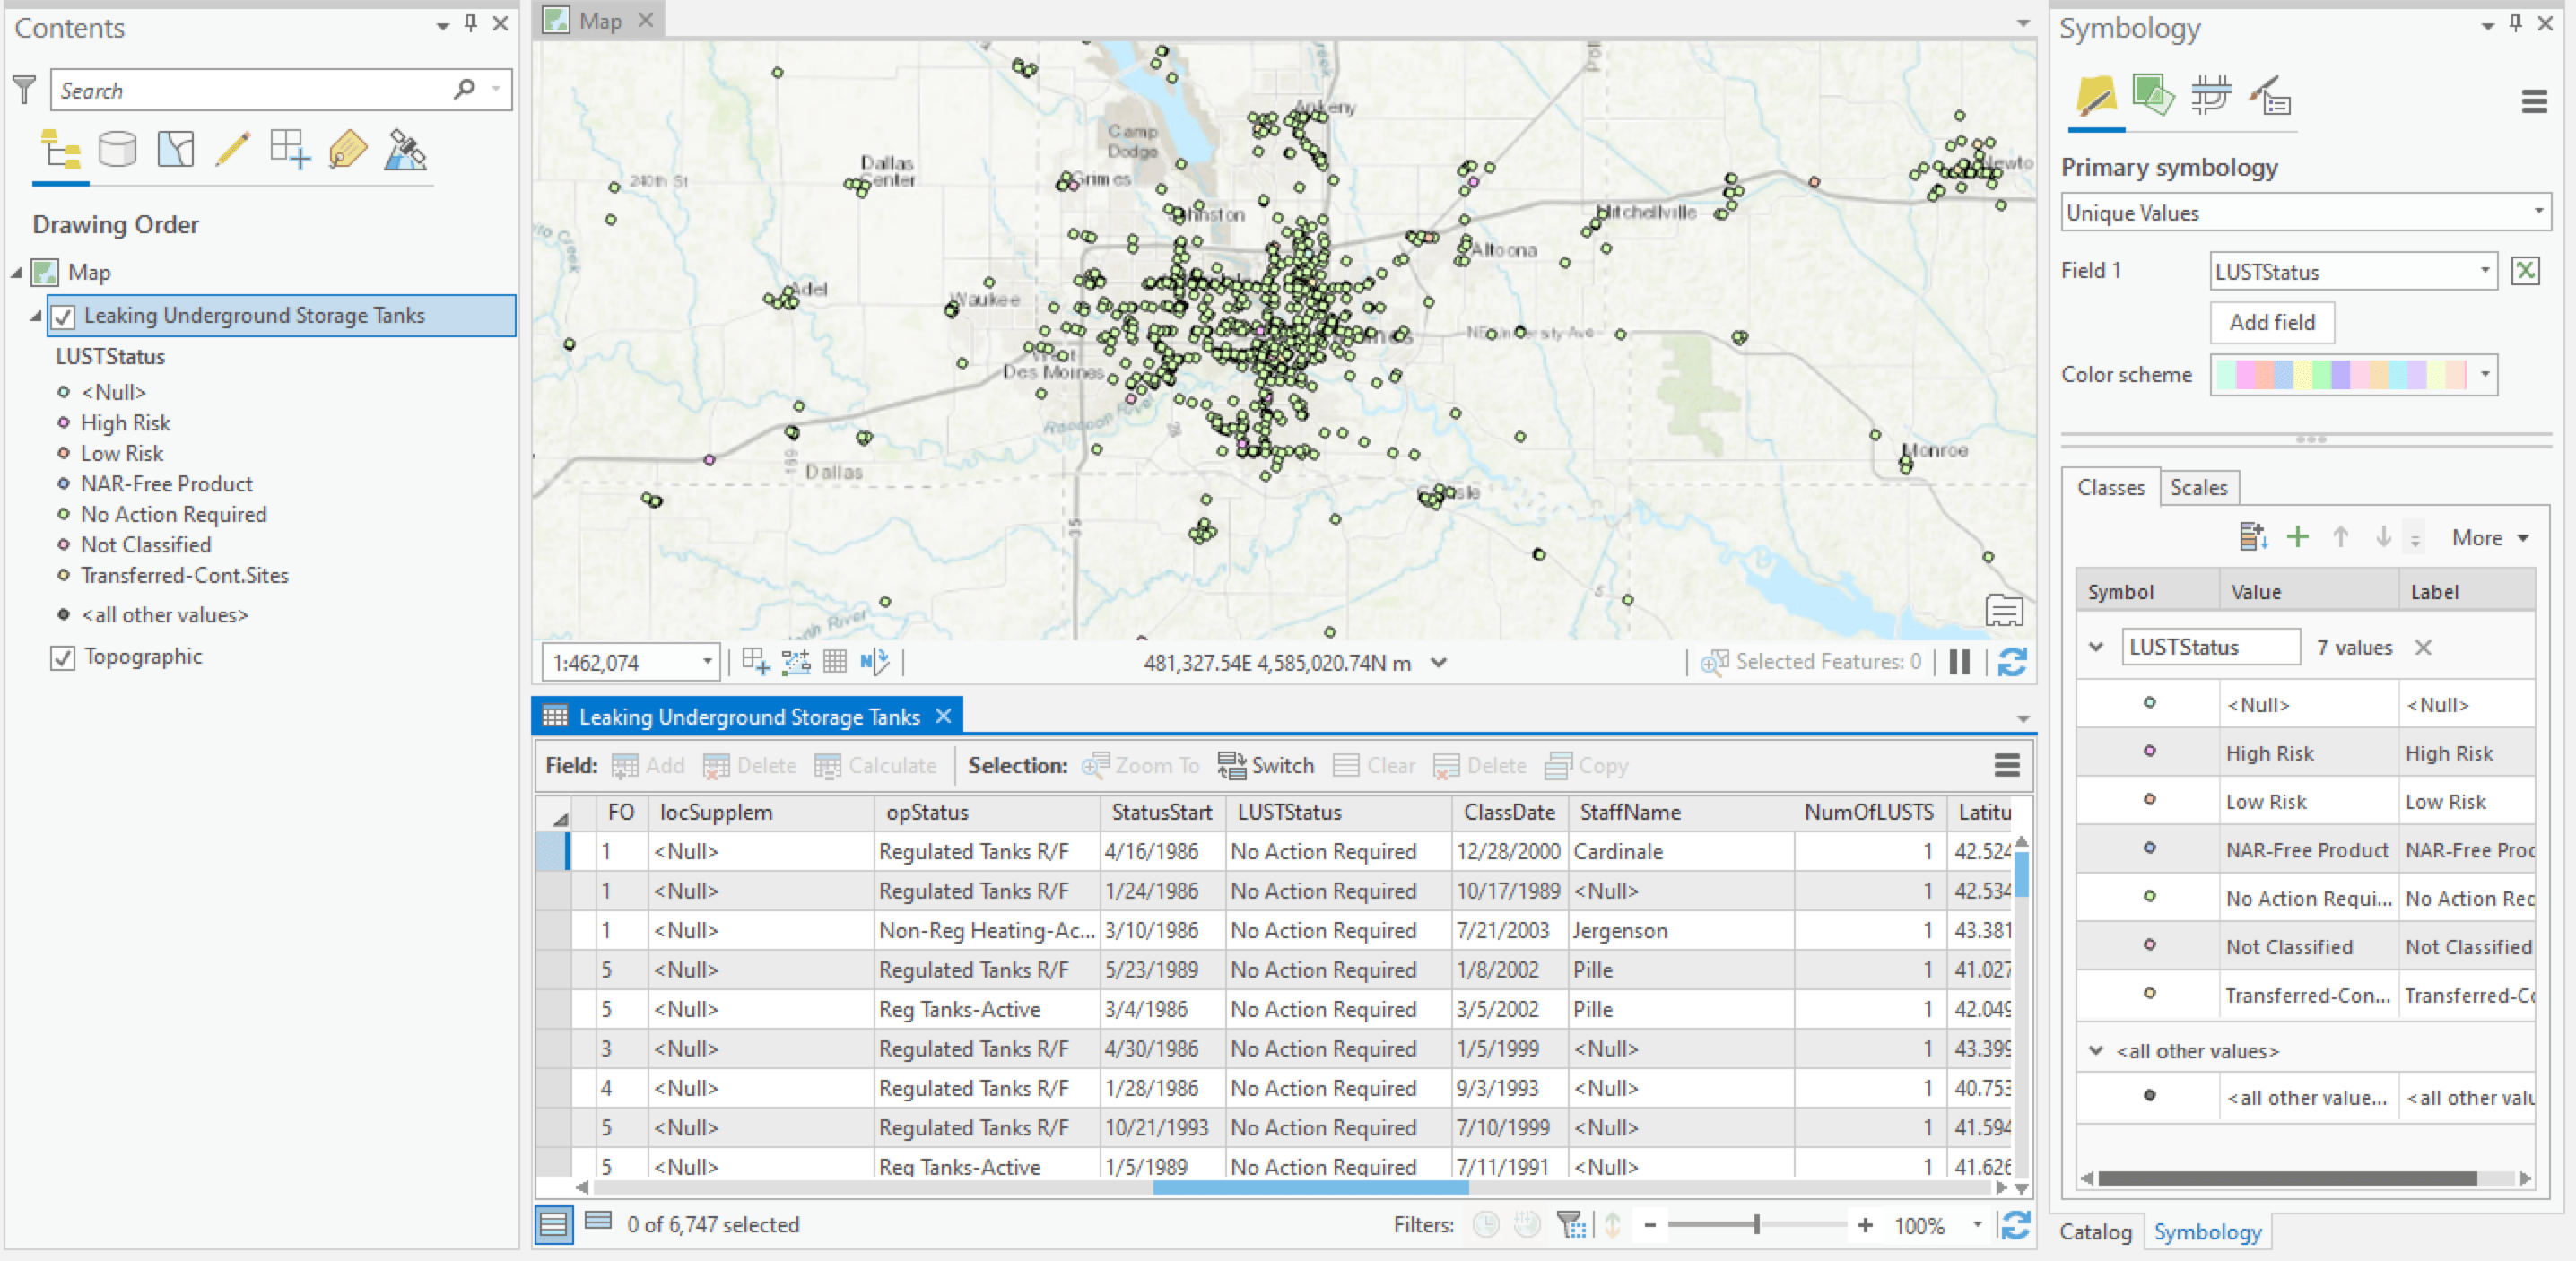 Contents
Search
Drawing Order
Map
Leaking Underground Storage Tanks
LUSTStatus
<Null>
High Risk
Low Risk
NAR-Free Product
No Action Required
Not Classified
Transferred-Cont.Sites
<all other values>
Topographic
Map
Ankeny
Camp
Dodge
Dallas
Center
Grimes
240th St
Newto
Mitchellville
Altoona
Adel
Waukee
NE University Ave
West
Des Moines
Raccoon River
Dallas
169
35
Monroe
North River
1:462,074
481,327.54E 4,585,020.74N m
Selected Features: 0
Leaking Underground Storage Tanks
Field: Add Delete Calculate Selection: Zoom To Switch Clear Delete Copy
FO locSupplem opStatus StatusStart LUSTStatus ClassDate StaffName NumOfLUSTS Latitu
1 <Null> Regulated Tanks R/F 4/16/1986 No Action Required 12/28/2000 Cardinale 1 42.524
1 <Null> Regulated Tanks R/F 1/24/1986 No Action Required 10/17/1989 <Null> 1 42.534
1 <Null> Non-Reg Heating-Ac... 3/10/1986 No Action Required 7/21/2003 Jergenson 1 43.381
5 <Null> Regulated Tanks R/F 5/23/1989 No Action Required 1/8/2002 Pille 1 41.027
5 <Null> Reg Tanks-Active 3/4/1986 No Action Required 3/5/2002 Pille 1 42.049
3 <Null> Regulated Tanks R/F 4/30/1986 No Action Required 1/5/1999 <Null> 1 43.399
4 <Null> Regulated Tanks R/F 1/28/1986 No Action Required 9/3/1993 <Null> 1 40.753
5 <Null> Regulated Tanks R/F 10/21/1993 No Action Required 7/10/1999 <Null> 1 41.594
5 <Null> Reg Tanks-Active 1/5/1989 No Action Required 7/11/1991 <Null> 1 41.626
0 of 6,747 selected
Filters:
100%
Symbology
Primary symbology
Unique Values
Field 1 LUSTStatus
Add field
Color scheme
Classes Scales
More
Symbol Value Label
LUSTStatus 7 values
<Null> <Null>
High Risk High Risk
Low Risk Low Risk
NAR-Free Product NAR-Free Proc
No Action Requi... No Action Rec
Not Classified Not Classified
Transferred-Con... Transferred-Co
<all other values>
<all other value... <all other valu
Catalog Symbology